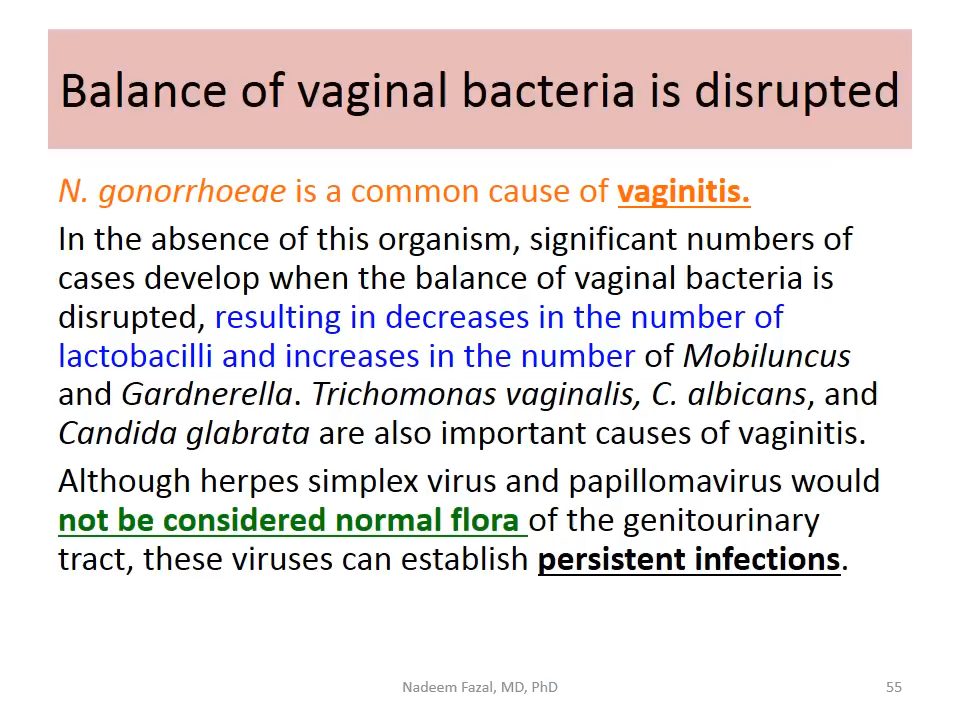 Balance of vaginal bacteria is disrupted
N. gonorrhoeae is a common cause of vaginitis.
In the absence of this organism, significant numbers of
cases develop when the balance of vaginal bacteria is
disrupted, resulting in decreases in the number of
lactobacilli and increases in the number of Mobiluncus
and Gardnerella. Trichomonas vaginalis, C. albicans, and
Candida glabrata are also important causes of vaginitis.
Although herpes simplex virus and papillomavirus would
not be considered normal flora of the genitourinary
tract, these viruses can establish persistent infections.
Nadeem Fazal, MD, PhD
55